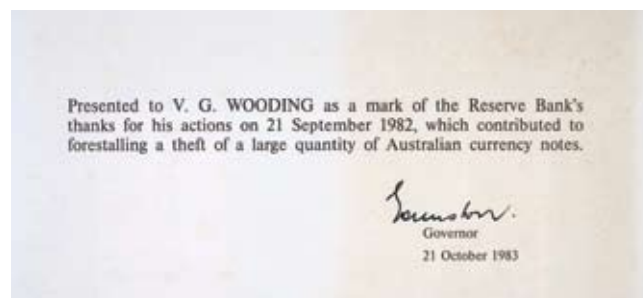 Presented to V. G. WOODING as a mark of the Reserve Bank's
thanks for his actions on 21 September 1982, which contributed to
forestalling a theft of a large quantity of Australian currency notes.
Governor
21 October 1983